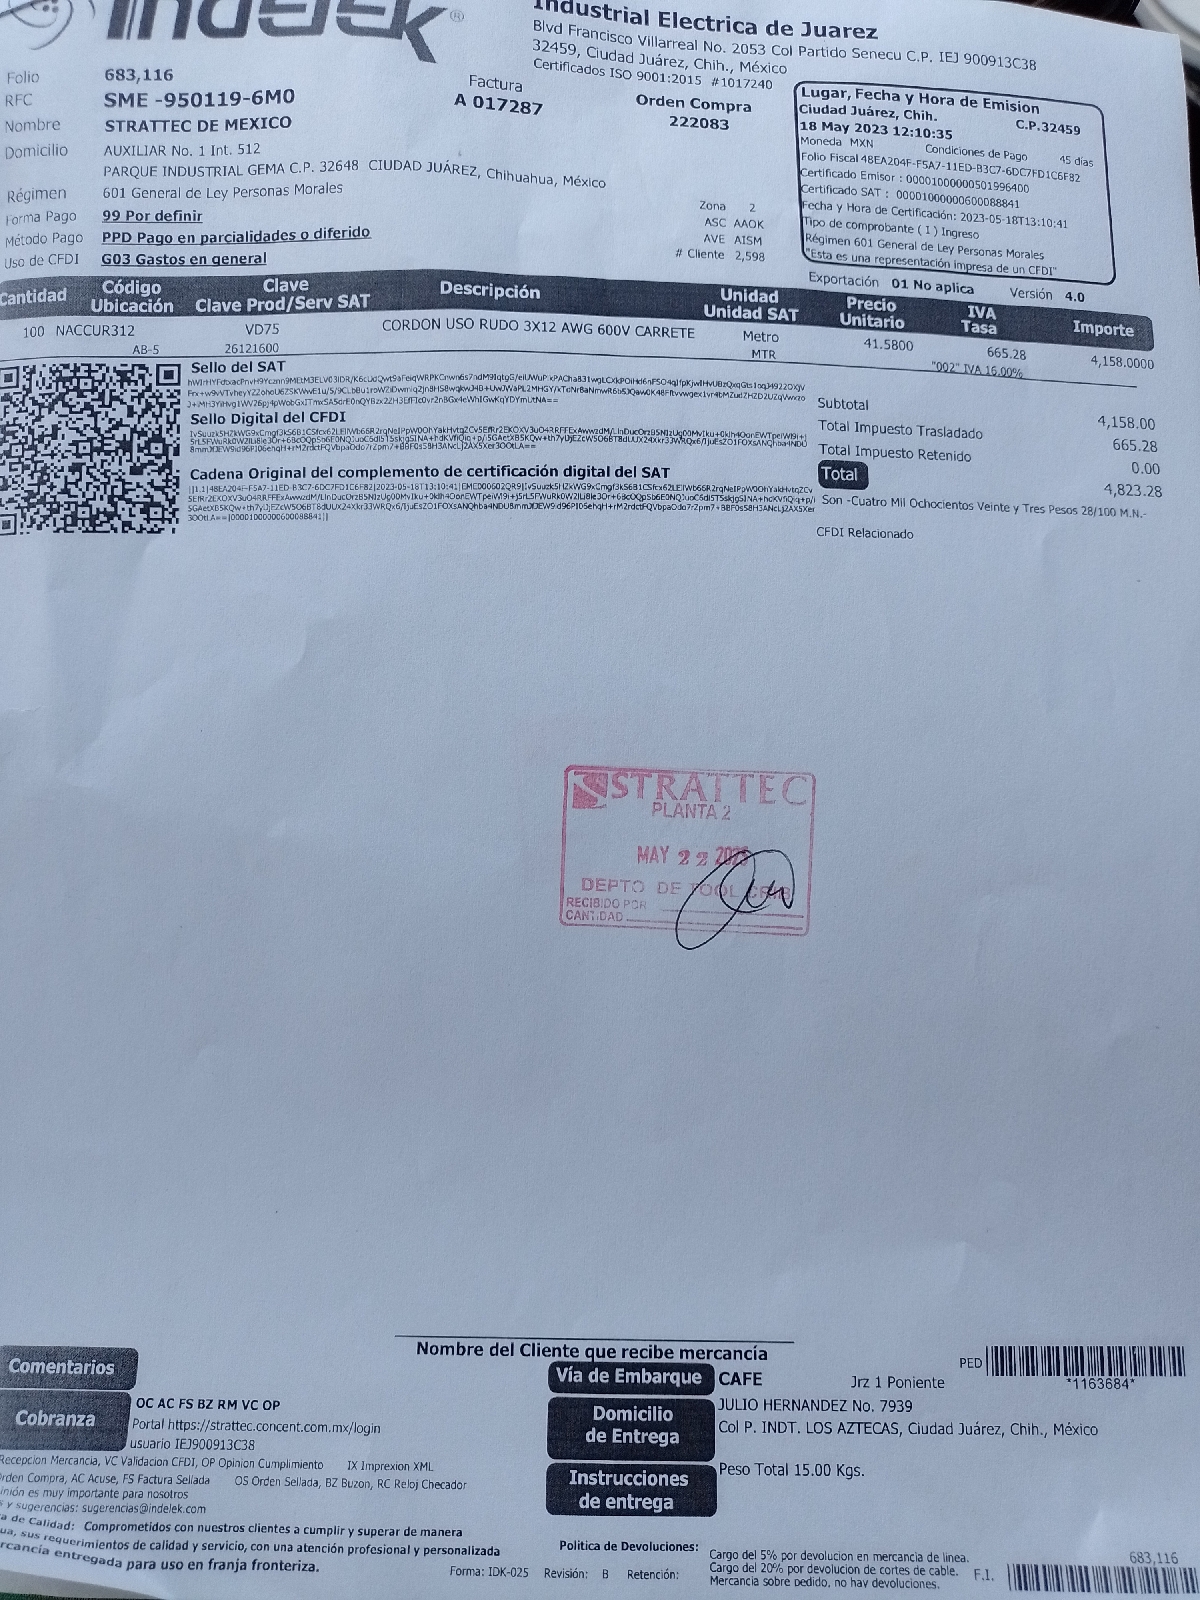 indelek®
Industrial Electrica de Juarez
Blvd Francisco Villarreal No. 2053 Col Partido Senecu C.P. IEJ 900913C38
32459, Ciudad Juárez, Chih., México
Certificados ISO 9001:2015 #1017240
Folio 683,116
RFC SME -950119-6M0
Nombre STRATTEC DE MEXICO
Domicilio AUXILIAR No. 1 Int. 512
PARQUE INDUSTRIAL GEMA C.P. 32648 CIUDAD JUÁREZ, Chihuahua, México
Régimen 601 General de Ley Personas Morales
Forma Pago 99 Por definir
Método Pago PPD Pago en parcialidades o diferido
Uso de CFDI G03 Gastos en general
Factura
A 017287
Orden Compra
222083
Zona 2
ASC AAOK
AVE AISM
# Cliente 2,598
Lugar, Fecha y Hora de Emision
Ciudad Juárez, Chih. C.P.32459
18 May 2023 12:10:35
Moneda MXN Condiciones de Pago 45 dias
Folio Fiscal 48EA204F-F5A7-11ED-B3C7-6DC7FD1C6F82
Certificado Emisor : 00001000000501996400
Certificado SAT : 00001000000600088841
Fecha y Hora de Certificación: 2023-05-18T13:10:41
Tipo de comprobante ( I ) Ingreso
Régimen 601 General de Ley Personas Morales
"Esta es una representación impresa de un CFDI"
Exportación 01 No aplica Versión 4.0
Cantidad Código Ubicación Clave Clave Prod/Serv SAT Descripción Unidad Unidad SAT Precio Unitario IVA Tasa Importe
100 NACCUR312 VD75 CORDON USO RUDO 3X12 AWG 600V CARRETE Metro 41.5800 665.28 4,158.0000
AB-5 26121600 MTR "002" IVA 16.00%
Sello del SAT
Sello Digital del CFDI
Cadena Original del complemento de certificación digital del SAT
Subtotal 4,158.00
Total Impuesto Trasladado 665.28
Total Impuesto Retenido 0.00
Total 4,823.28
Son -Cuatro Mil Ochocientos Veinte y Tres Pesos 28/100 M.N.-
CFDI Relacionado
STRATTEC
PLANTA 2
MAY 22 2023
DEPTO DE TOOL CRIB
RECIBIDO POR
CANTIDAD
Nombre del Cliente que recibe mercancía
Comentarios
Cobranza
OC AC FS BZ RM VC OP
Portal https://strattec.concent.com.mx/login
usuario IEJ900913C38
Recepcion Mercancia, VC Validacion CFDI, OP Opinion Cumplimiento IX Imprexion XML
Orden Compra, AC Acuse, FS Factura Sellada OS Orden Sellada, BZ Buzon, RC Reloj Checador
inión es muy importante para nosotros
s y sugerencias: sugerencias@indelek.com
a de Calidad: Comprometidos con nuestros clientes a cumplir y superar de manera
ua, sus requerimientos de calidad y servicio, con una atención profesional y personalizada
rcancía entregada para uso en franja fronteriza.
Vía de Embarque CAFE Jrz 1 Poniente
PED *1163684*
Domicilio de Entrega
JULIO HERNANDEZ No. 7939
Col P. INDT. LOS AZTECAS, Ciudad Juárez, Chih., México
Instrucciones de entrega
Peso Total 15.00 Kgs.
Forma: IDK-025 Revisión: B Retención:
Politica de Devoluciones:
Cargo del 5% por devolucion en mercancia de linea.
Cargo del 20% por devolucion de cortes de cable.
Mercancia sobre pedido, no hay devoluciones.
F.I. 683,116